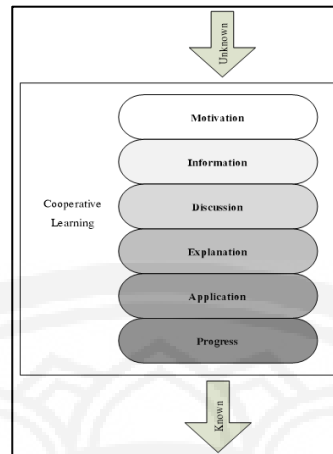 Unknown
Motivation
Information
Discussion
Cooperative
Learning
Explanation
Application
Progress
Known